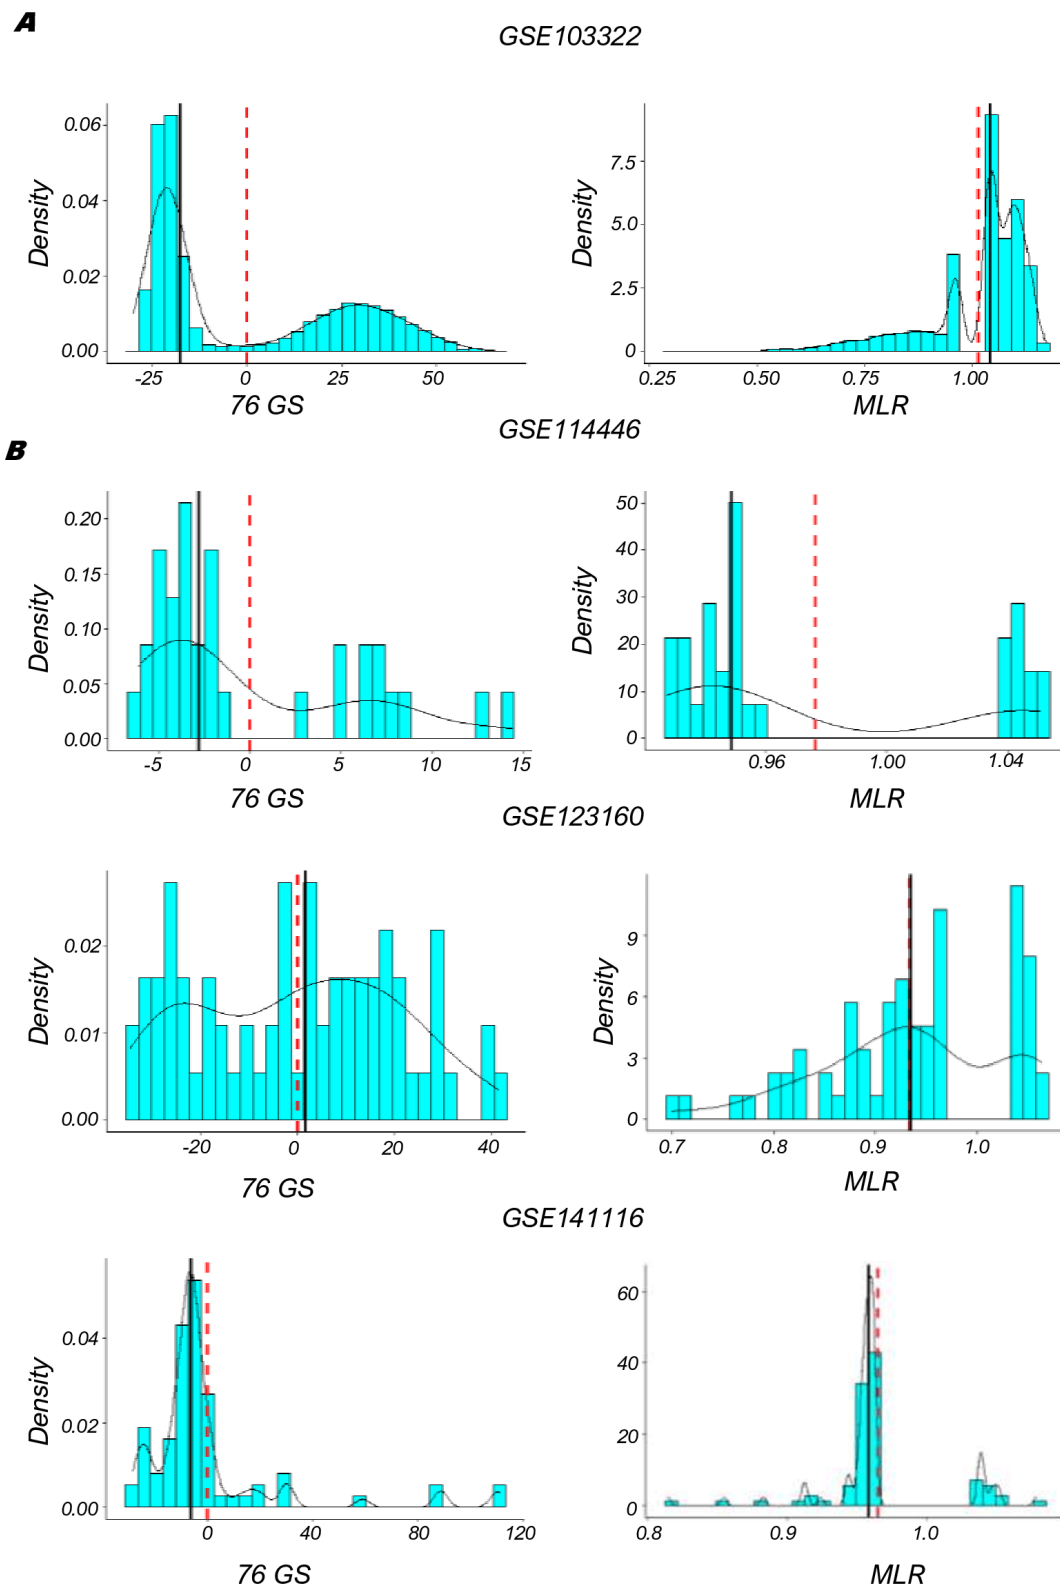 A
GSE103322
Density
0.06
0.04
0.02
0.00
-25 0 25 50
76 GS
Density
7.5
5.0
2.5
0
0.25 0.50 0.75 1.00
MLR
B
GSE114446
Density
0.20
0.15
0.10
0.05
0.00
-5 0 5 10 15
76 GS
Density
50
40
30
20
10
0
0.96 1.00 1.04
MLR
GSE123160
Density
0.02
0.01
0.00
-20 0 20 40
76 GS
Density
9
6
3
0
0.7 0.8 0.9 1.0
MLR
GSE141116
Density
0.04
0.02
0.00
0 40 80 120
76 GS
60
40
20
0
0.8 0.9 1.0
MLR